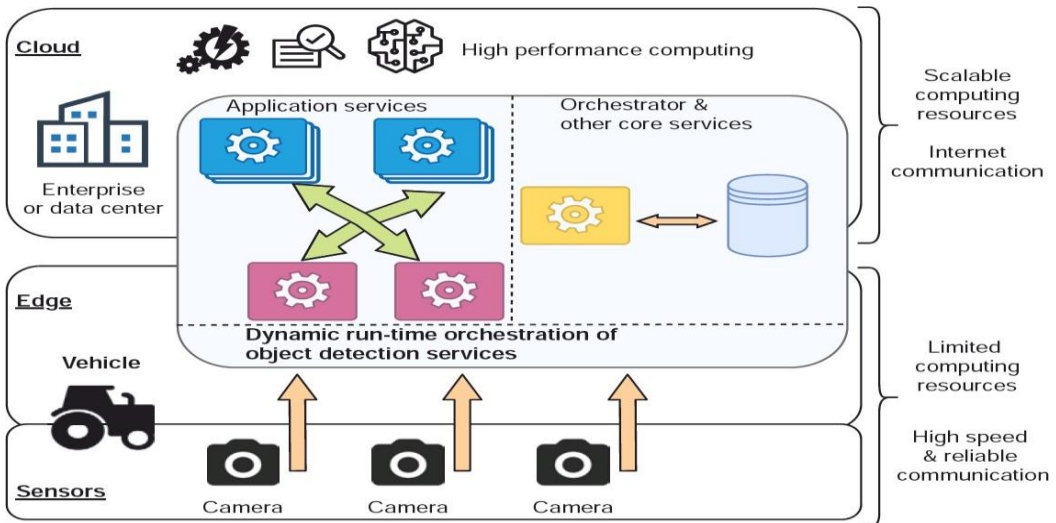 Cloud
High performance computing
Application services
Orchestrator &
other core services
Enterprise
or data center
Scalable
computing
resources
Internet
communication
Edge
Dynamic run-time orchestration of
object detection services
Vehicle
Limited
computing
resources
High speed
& reliable
communication
Sensors
Camera
Camera
Camera